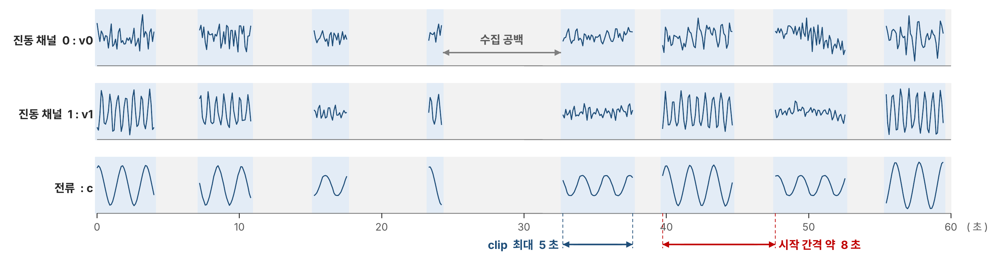 진동 채널 0 : v0
수집 공백
진동 채널 1 : v1
전류 : c
0 10 20 30 40 50 60 (초)
clip 최대 5 초
시작 간격 약 8 초